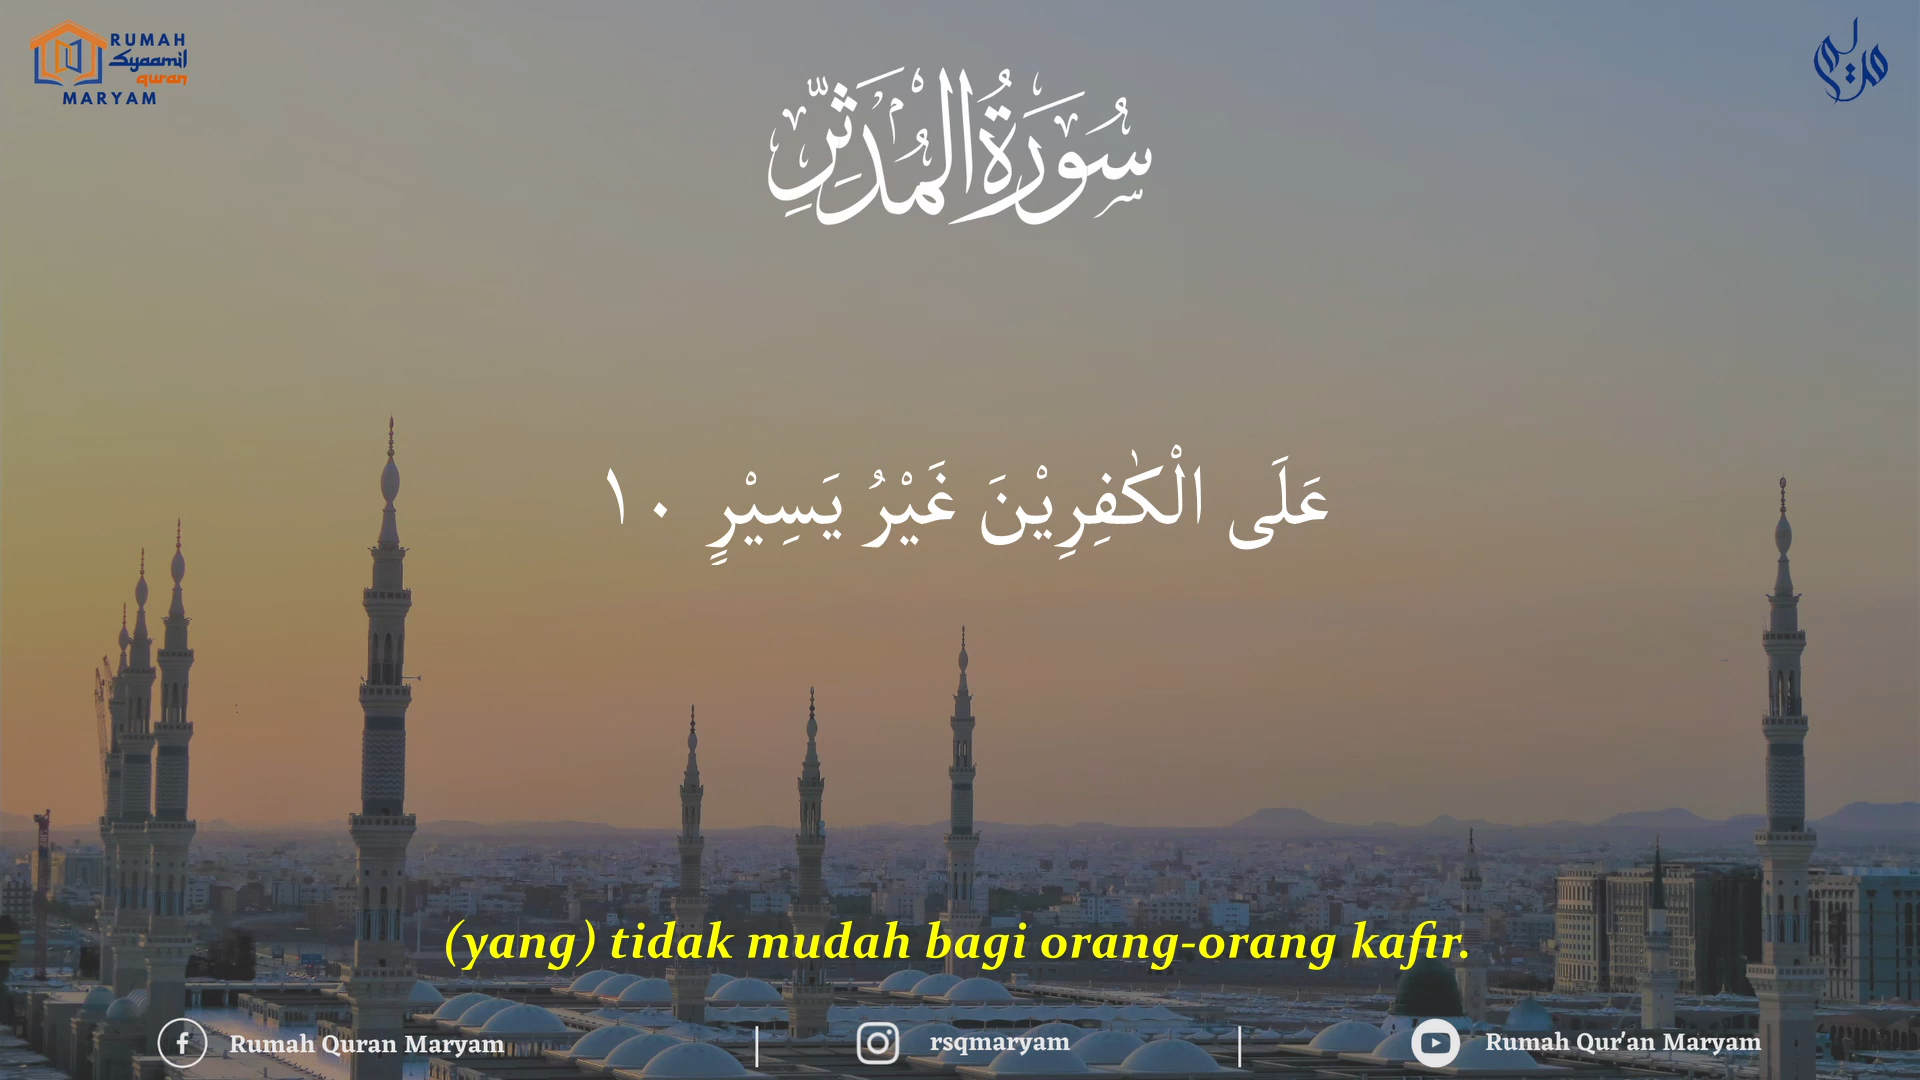 RUMAH
Syaamil
quran
MARYAM
مريم
سُورَةُ الْمُدَّثِّرِ
عَلَى الْكٰفِرِيْنَ غَيْرُ يَسِيْرٍ ١٠
(yang) tidak mudah bagi orang-orang kafir.
Rumah Quran Maryam | rsqmaryam | Rumah Qur'an Maryam